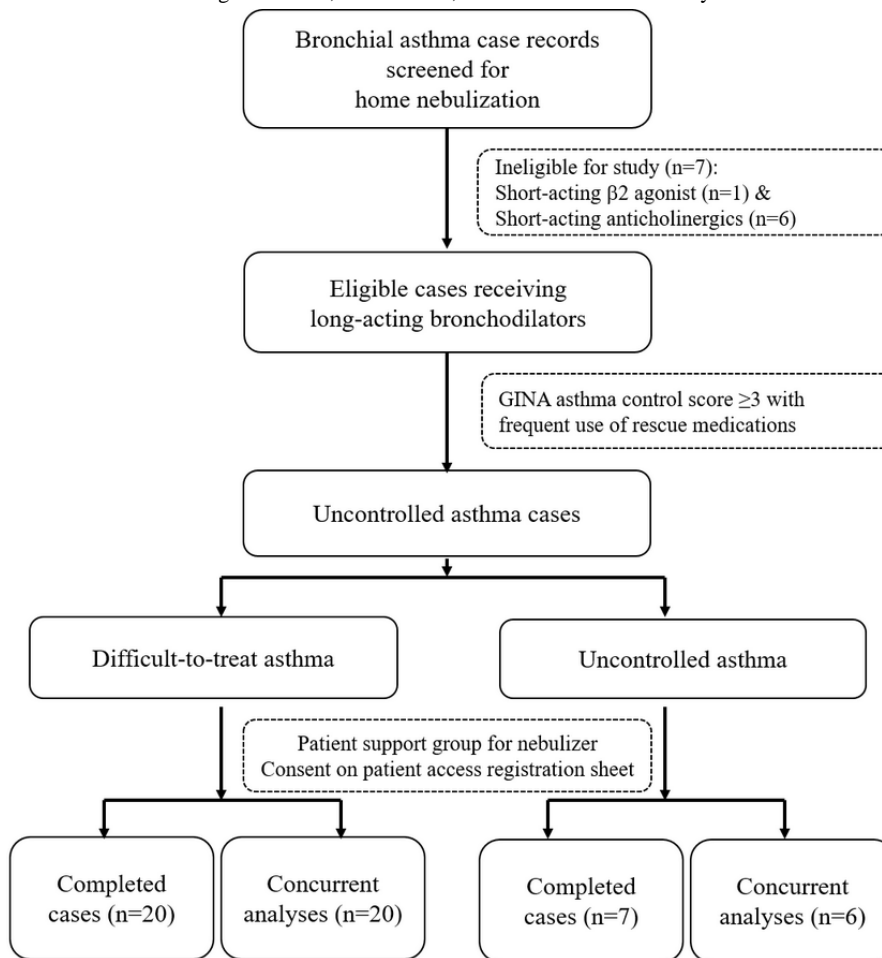 Bronchial asthma case records
screened for
home nebulization
Ineligible for study (n=7):
Short-acting β2 agonist (n=1) &
Short-acting anticholinergics (n=6)
Eligible cases receiving
long-acting bronchodilators
GINA asthma control score ≥3 with
frequent use of rescue medications
Uncontrolled asthma cases
Difficult-to-treat asthma
Uncontrolled asthma
Patient support group for nebulizer
Consent on patient access registration sheet
Completed
cases (n=20)
Concurrent
analyses (n=20)
Completed
cases (n=7)
Concurrent
analyses (n=6)